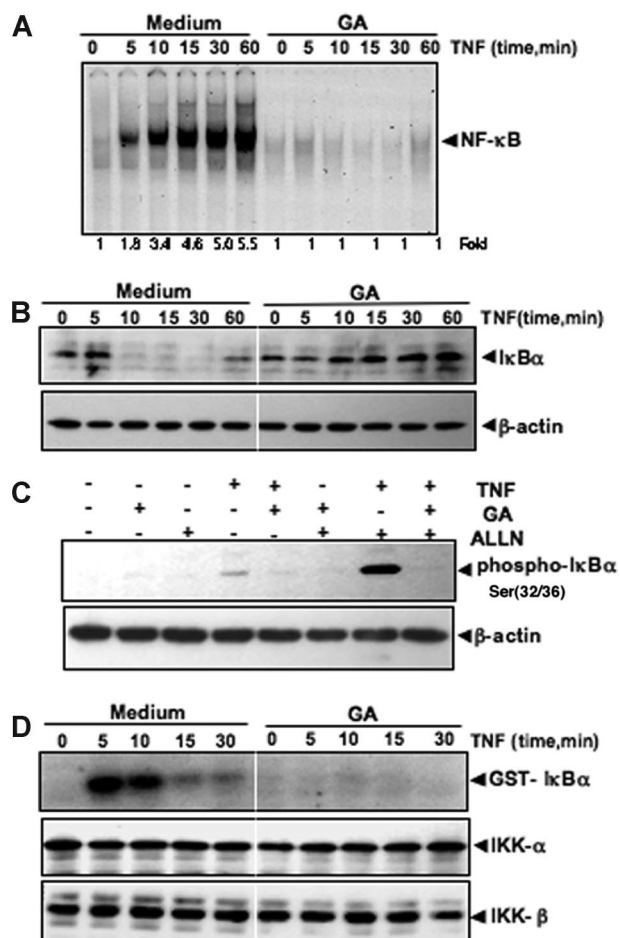 A
Medium GA
0 5 10 15 30 60 0 5 10 15 30 60 TNF (time,min)
NF-κB
1 1.8 3.4 4.6 5.0 5.5 1 1 1 1 1 1 Fold
B
Medium GA
0 5 10 15 30 60 0 5 10 15 30 60 TNF(time,min)
IκBα
β-actin
C
- - - + + - + + TNF
- + - - + + - + GA
- - + - - + + + ALLN
phospho-IκBα
Ser(32/36)
β-actin
D
Medium GA
0 5 10 15 30 0 5 10 15 30 TNF (time,min)
GST- IκBα
IKK-α
IKK- β